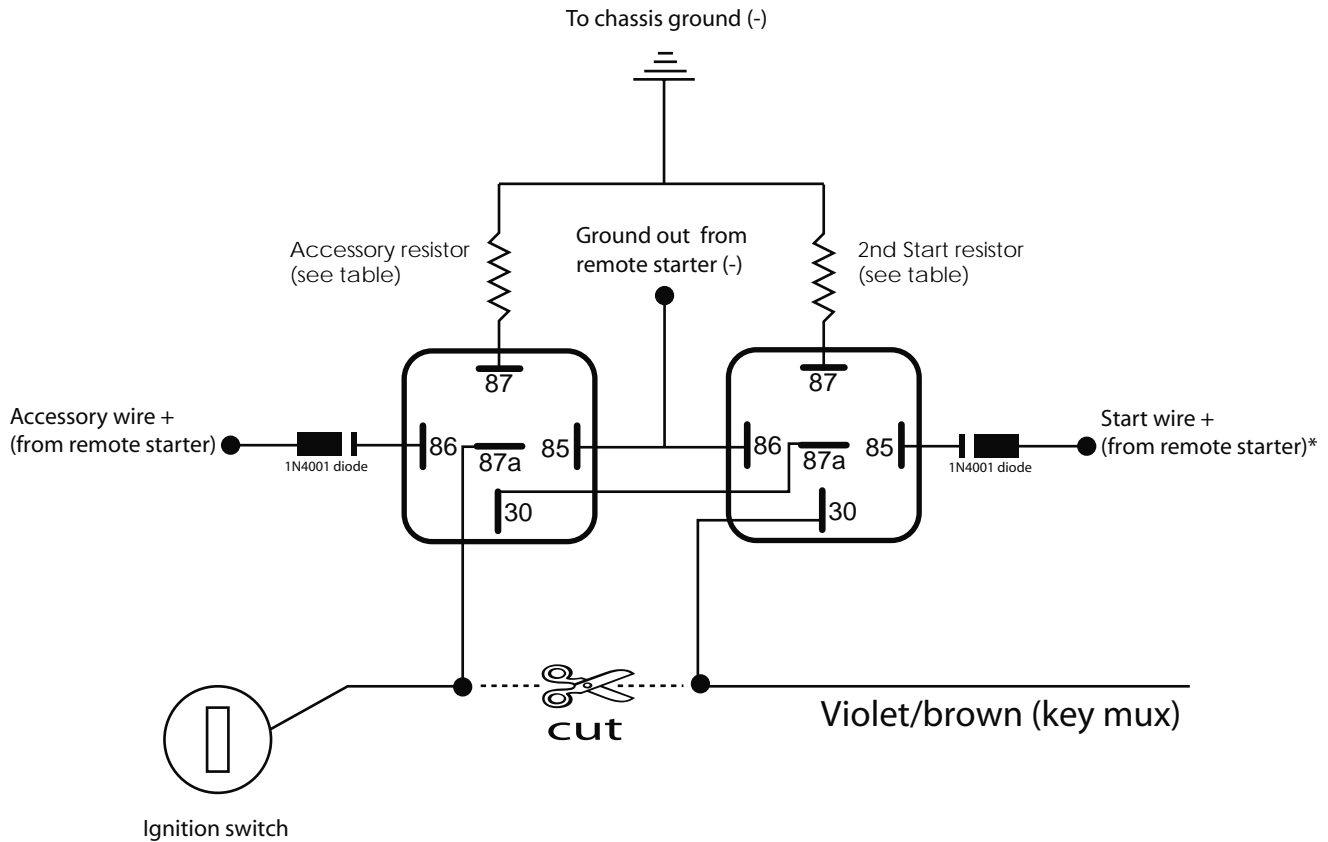 To chassis ground (-)
Accessory resistor
(see table)
Ground out from
remote starter (-)
2nd Start resistor
(see table)
87
87
Accessory wire +
(from remote starter)
1N4001 diode
86
87a
85
30
86
87a
85
30
1N4001 diode
Start wire +
(from remote starter)*
cut
Violet/brown (key mux)
Ignition switch